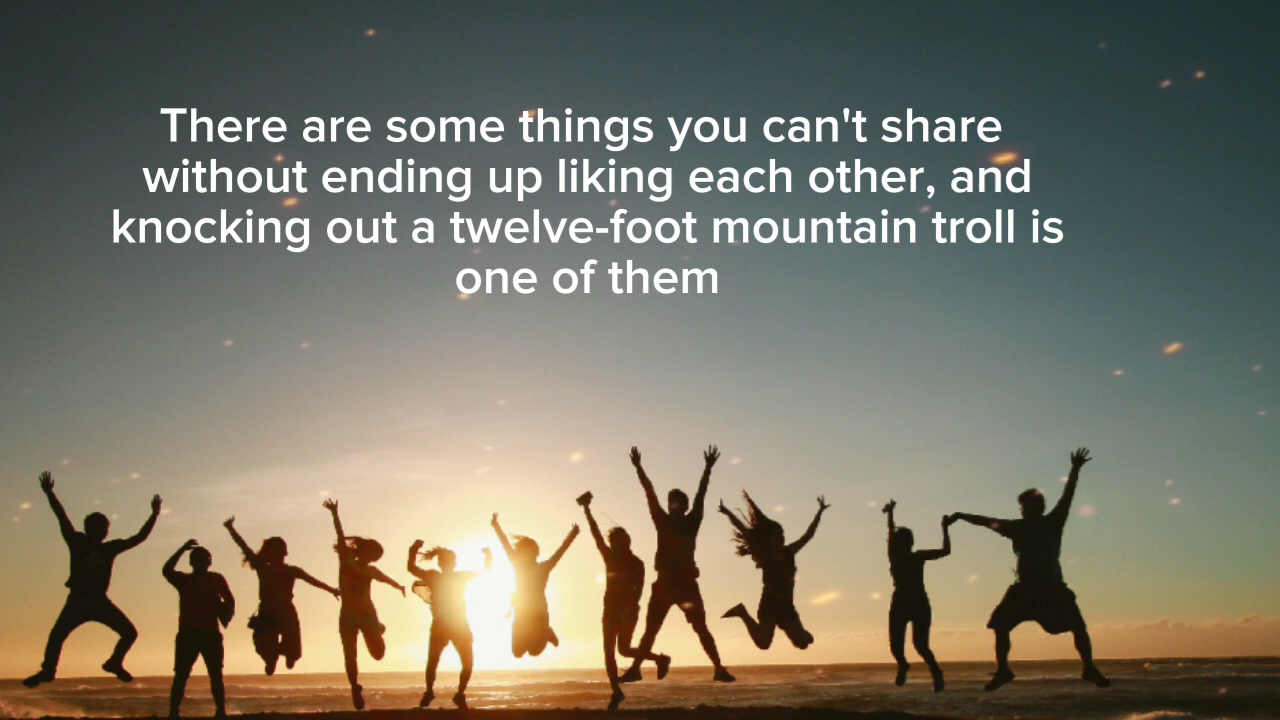 There are some things you can't share
without ending up liking each other, and
knocking out a twelve-foot mountain troll is
one of them